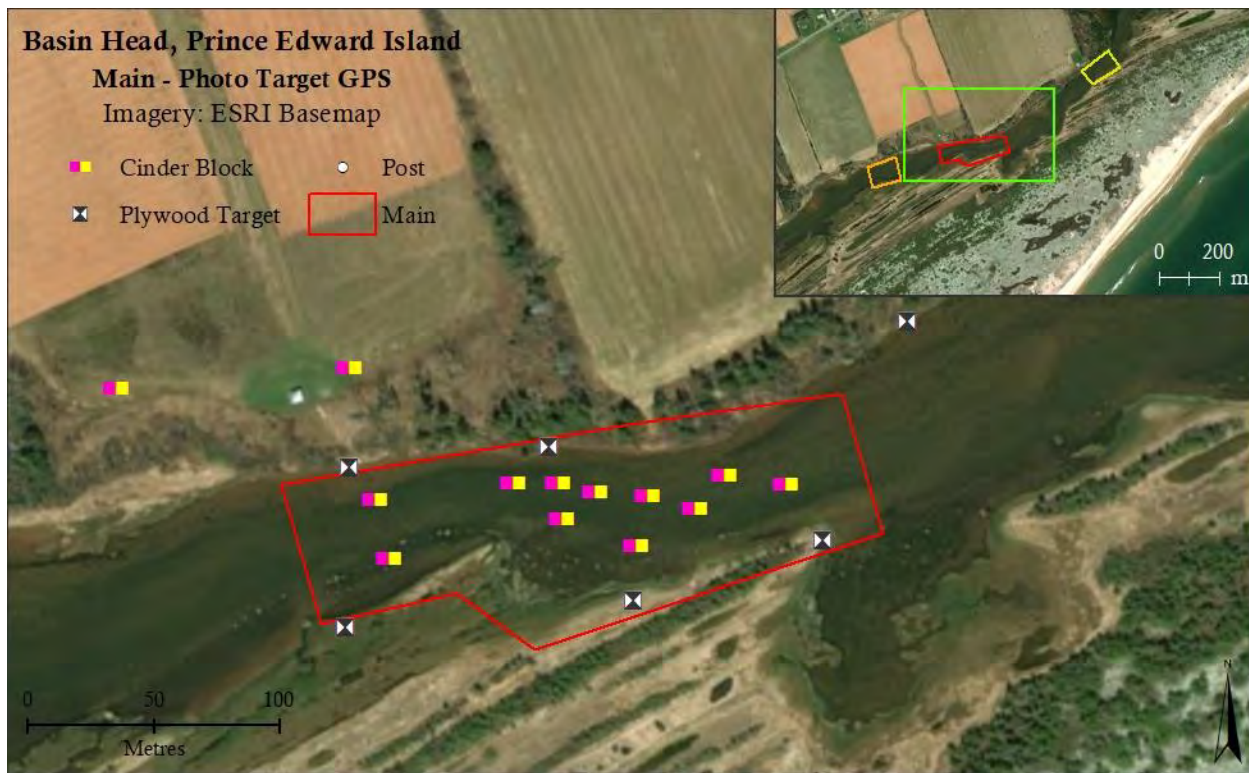 Basin Head, Prince Edward Island
Main - Photo Target GPS
Imagery: ESRI Basemap
Cinder Block
Post
Plywood Target
Main
0 200
m
0 50 100
Metres
N